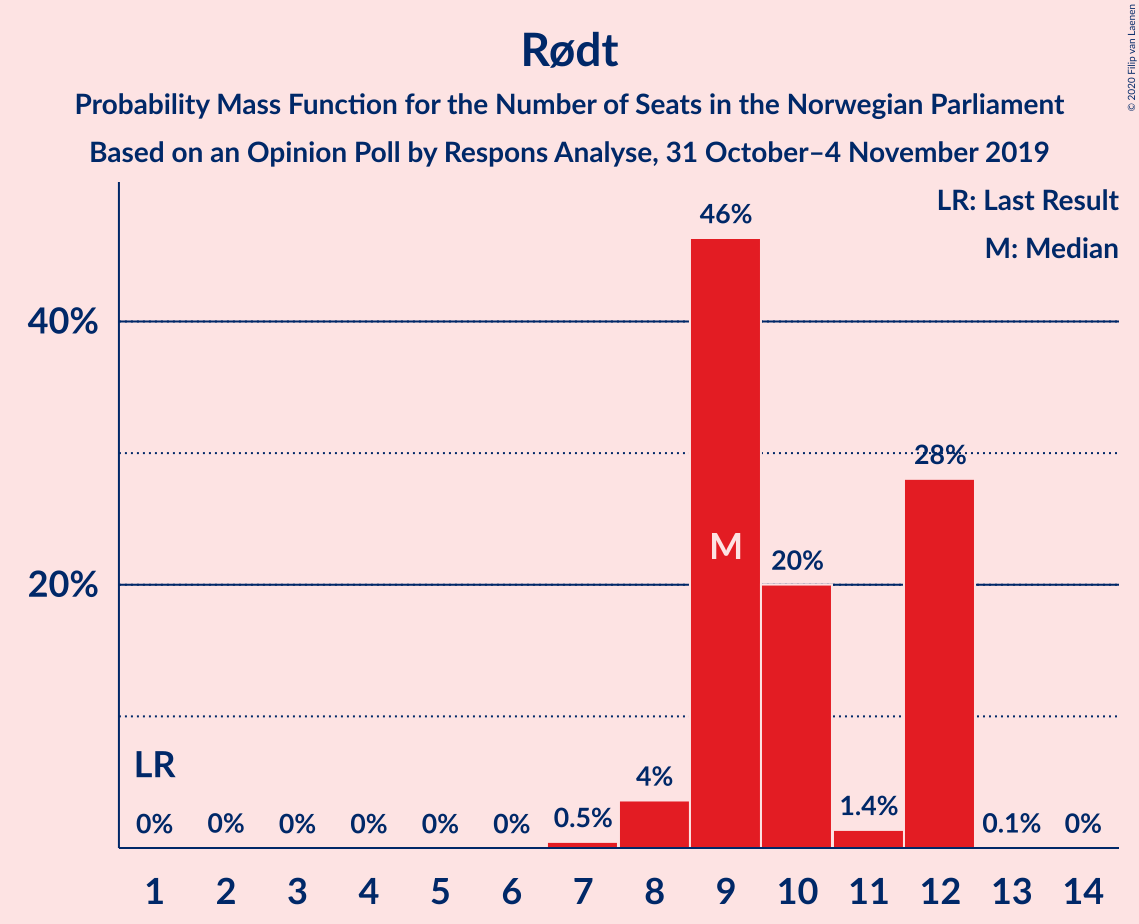 Rødt
Probability Mass Function for the Number of Seats in the Norwegian Parliament
Based on an Opinion Poll by Respons Analyse, 31 October–4 November 2019
© 2020 Filip van Laenen
LR: Last Result
M: Median
46%
40%
28%
M
20%
20%
LR
4%
1.4%
0% 0% 0% 0% 0% 0% 0.5% 0.1% 0%
1 2 3 4 5 6 7 8 9 10 11 12 13 14